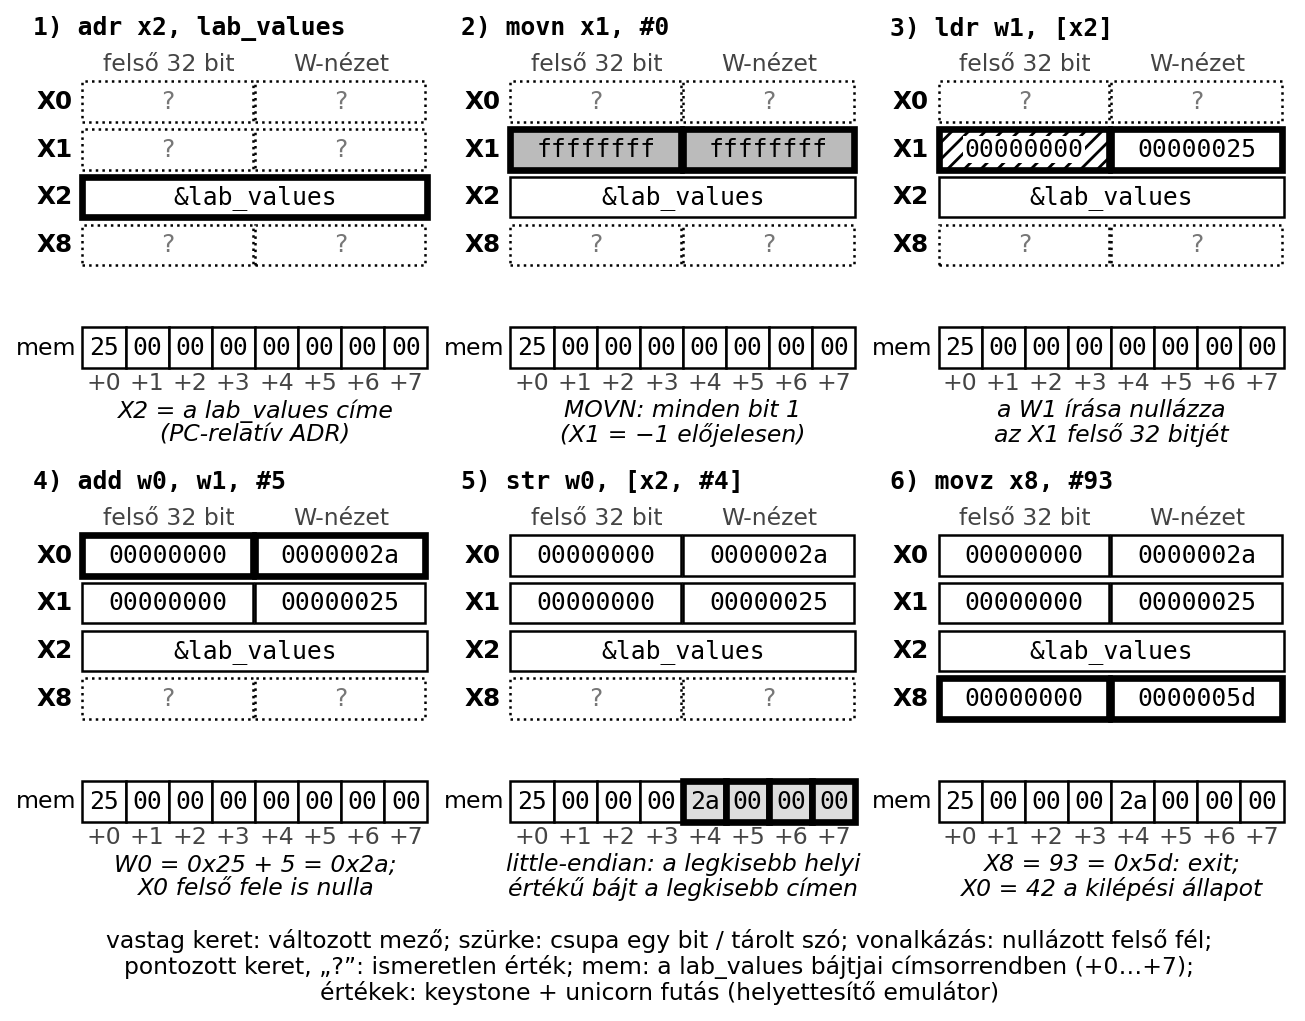 1) adr x2, lab_values
felső 32 bit W-nézet
X0 ? ?
X1 ? ?
X2 &lab_values
X8 ? ?
mem 25 00 00 00 00 00 00 00
+0 +1 +2 +3 +4 +5 +6 +7
X2 = a lab_values címe
(PC-relatív ADR)
2) movn x1, #0
felső 32 bit W-nézet
X0 ? ?
X1 ffffffff ffffffff
X2 &lab_values
X8 ? ?
mem 25 00 00 00 00 00 00 00
+0 +1 +2 +3 +4 +5 +6 +7
MOVN: minden bit 1
(X1 = −1 előjelesen)
3) ldr w1, [x2]
felső 32 bit W-nézet
X0 ? ?
X1 00000000 00000025
X2 &lab_values
X8 ? ?
mem 25 00 00 00 00 00 00 00
+0 +1 +2 +3 +4 +5 +6 +7
a W1 írása nullázza
az X1 felső 32 bitjét
4) add w0, w1, #5
felső 32 bit W-nézet
X0 00000000 0000002a
X1 00000000 00000025
X2 &lab_values
X8 ? ?
mem 25 00 00 00 00 00 00 00
+0 +1 +2 +3 +4 +5 +6 +7
W0 = 0x25 + 5 = 0x2a;
X0 felső fele is nulla
5) str w0, [x2, #4]
felső 32 bit W-nézet
X0 00000000 0000002a
X1 00000000 00000025
X2 &lab_values
X8 ? ?
mem 25 00 00 00 2a 00 00 00
+0 +1 +2 +3 +4 +5 +6 +7
little-endian: a legkisebb helyi
értékű bájt a legkisebb címen
6) movz x8, #93
felső 32 bit W-nézet
X0 00000000 0000002a
X1 00000000 00000025
X2 &lab_values
X8 00000000 0000005d
mem 25 00 00 00 2a 00 00 00
+0 +1 +2 +3 +4 +5 +6 +7
X8 = 93 = 0x5d: exit;
X0 = 42 a kilépési állapot
vastag keret: változott mező; szürke: csupa egy bit / tárolt szó; vonalkázás: nullázott felső fél;
pontozott keret, „?”: ismeretlen érték; mem: a lab_values bájtjai címsorrendben (+0…+7);
értékek: keystone + unicorn futás (helyettesítő emulátor)